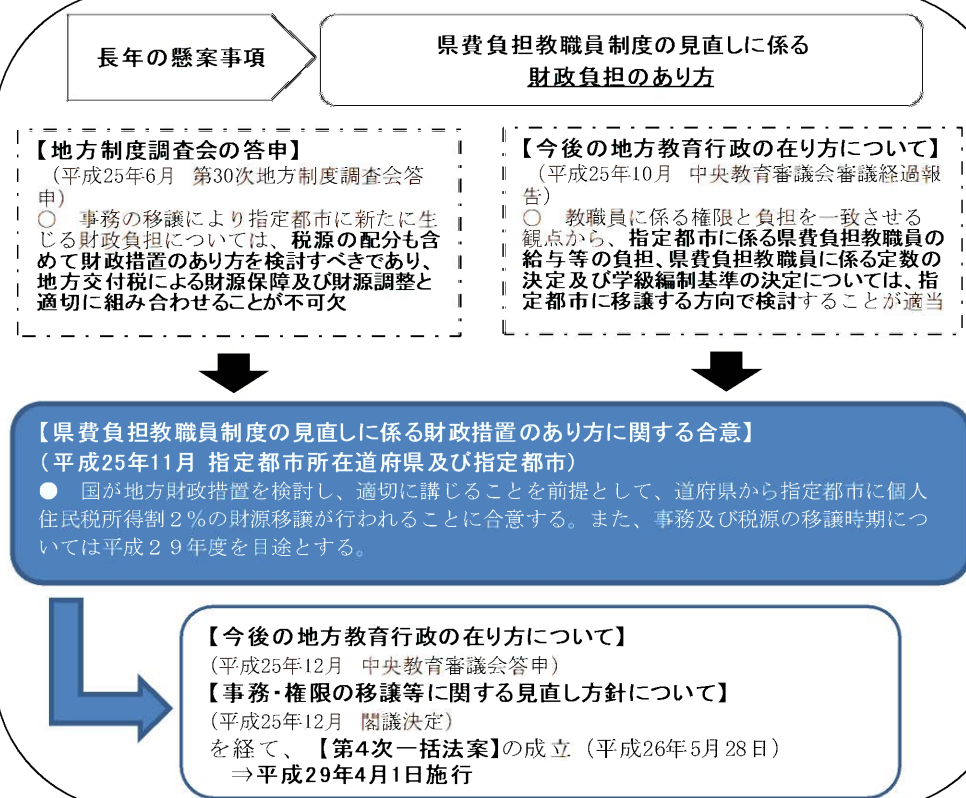 長年の懸案事項
県費負担教職員制度の見直しに係る
財政負担のあり方
【地方制度調査会の答申】
（平成25年6月　第30次地方制度調査会答
申）
○　事務の移譲により指定都市に新たに生
じる財政負担については、税源の配分も含
めて財政措置のあり方を検討すべきであり、
地方交付税による財源保障及び財源調整と
適切に組み合わせることが不可欠
【今後の地方教育行政の在り方について】
（平成25年10月　中央教育審議会審議経過報
告）
○　教職員に係る権限と負担を一致させる
観点から、指定都市に係る県費負担教職員の
給与等の負担、県費負担教職員に係る定数の
決定及び学級編制基準の決定については、指
定都市に移譲する方向で検討することが適当
【県費負担教職員制度の見直しに係る財政措置のあり方に関する合意】
（平成25年11月 指定都市所在道府県及び指定都市）
●　国が地方財政措置を検討し、適切に講じることを前提として、道府県から指定都市に個人
住民税所得割２％の財源移譲が行われることに合意する。また、事務及び税源の移譲時期につ
いては平成２９年度を目途とする。
【今後の地方教育行政の在り方について】
（平成25年12月　中央教育審議会答申）
【事務・権限の移譲等に関する見直し方針について】
（平成25年12月　閣議決定）
を経て、【第4次一括法案】の成立（平成26年5月28日）
⇒平成29年4月1日施行